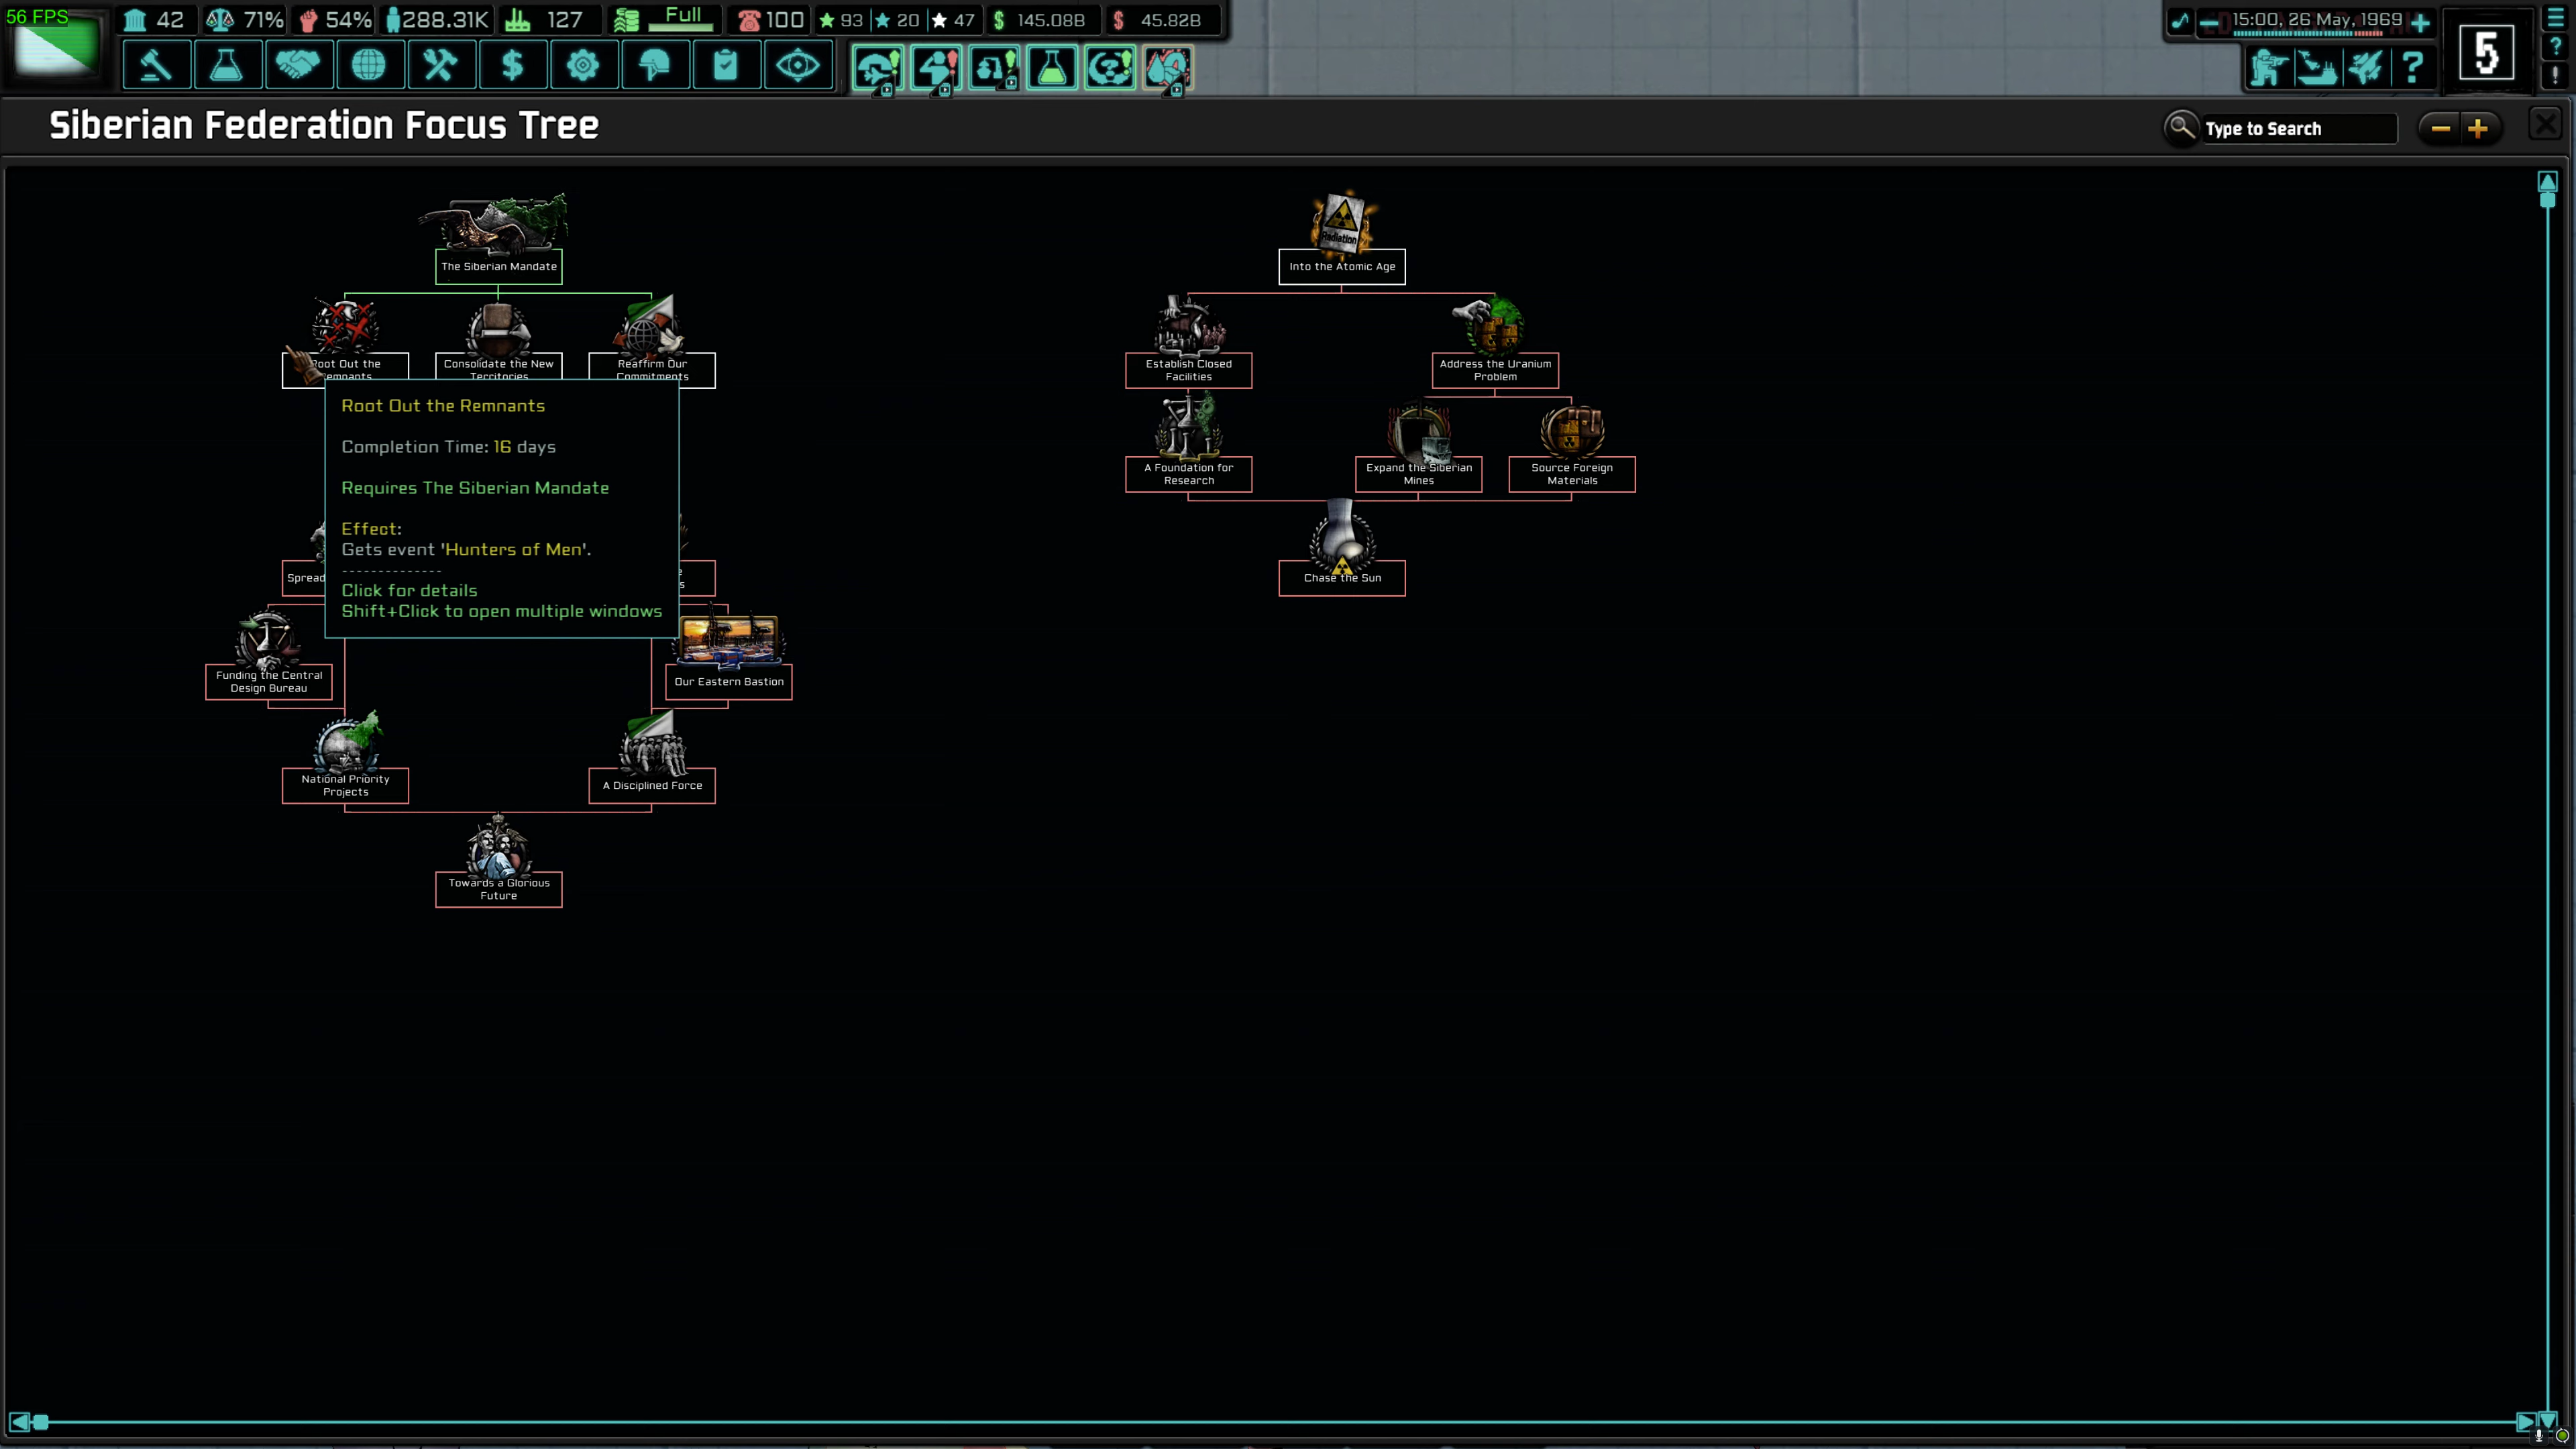 56 FPS
42
71%
54%
288.31K
127
Full
100
93
20
47
$ 145.08B
$ 45.82B
15:00, 26 May, 1969
5
Siberian Federation Focus Tree
Type to Search
The Siberian Mandate
Root Out the
Remnants
Consolidate the New
Territories
Reaffirm Our
Commitments
Root Out the Remnants
Completion Time: 16 days
Requires The Siberian Mandate
Effect:
Gets event 'Hunters of Men'.
--------------
Click for details
Shift+Click to open multiple windows
Spread
Funding the Central
Design Bureau
Our Eastern Bastion
National Priority
Projects
A Disciplined Force
Towards a Glorious
Future
Radiation
Into the Atomic Age
Establish Closed
Facilities
Address the Uranium
Problem
A Foundation for
Research
Expand the Siberian
Mines
Source Foreign
Materials
Chase the Sun